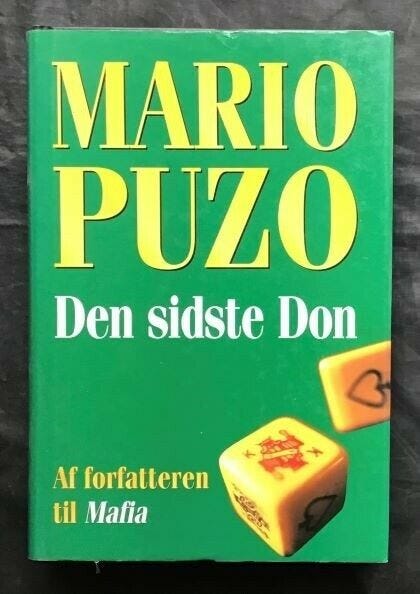 MARIO
PUZO
Den sidste Don
Af forfatteren
til Mafia